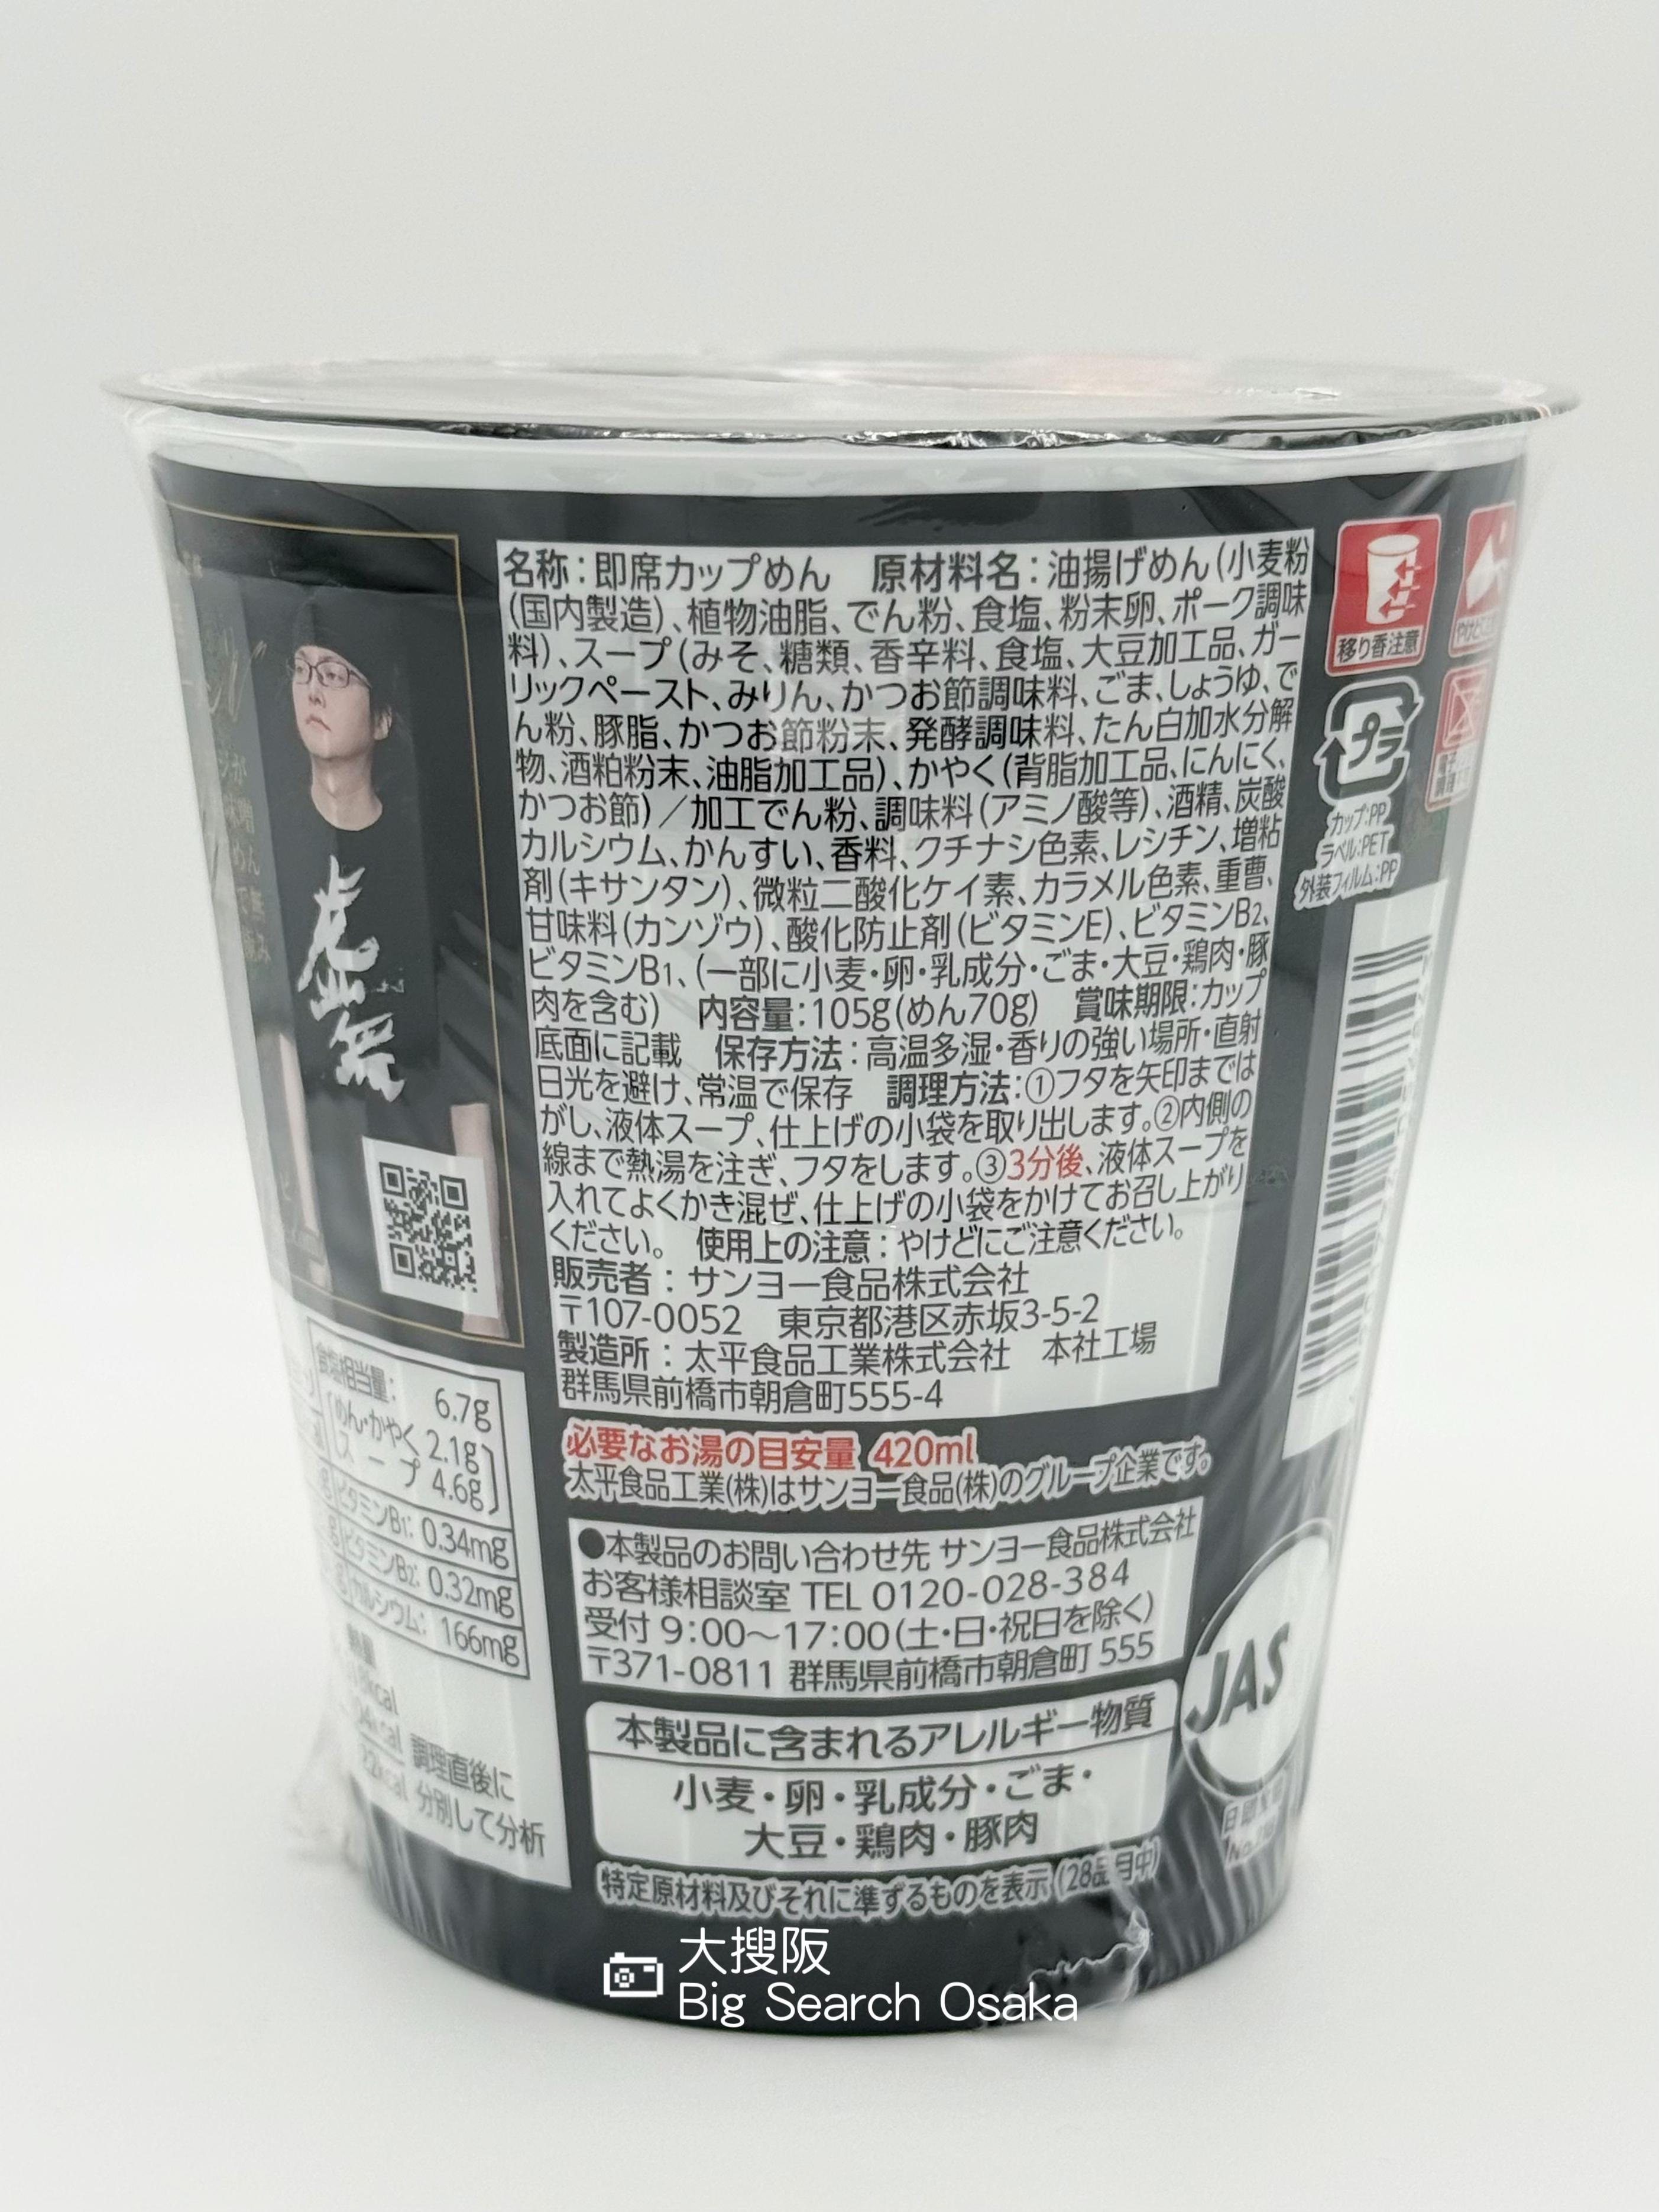 名称：即席カップめん　原材料名：油揚げめん(小麦粉
(国内製造)、植物油脂、でん粉、食塩、粉末卵、ポーク調味
料)、スープ(みそ、糖類、香辛料、食塩、大豆加工品、ガー
リックペースト、みりん、かつお節調味料、ごま、しょうゆ、で
ん粉、豚脂、かつお節粉末、発酵調味料、たん白加水分解
物、酒粕粉末、油脂加工品)、かやく(背脂加工品、にんにく、
かつお節)／加工でん粉、調味料(アミノ酸等)、酒精、炭酸
カルシウム、かんすい、香料、クチナシ色素、レシチン、増粘
剤(キサンタン)、微粒二酸化ケイ素、カラメル色素、重曹、
甘味料(カンゾウ)、酸化防止剤(ビタミンE)、ビタミンB2、
ビタミンB1、(一部に小麦・卵・乳成分・ごま・大豆・鶏肉・豚
肉を含む)　内容量：105g(めん70g)　賞味期限：カップ
底面に記載　保存方法：高温多湿・香りの強い場所・直射
日光を避け、常温で保存　調理方法：①フタを矢印までは
がし、液体スープ、仕上げの小袋を取り出します。②内側の
線まで熱湯を注ぎ、フタをします。③3分後、液体スープを
入れてよくかき混ぜ、仕上げの小袋をかけてお召し上がり
ください。　使用上の注意：やけどにご注意ください。
販売者：サンヨー食品株式会社
〒107-0052　東京都港区赤坂3-5-2
製造所：太平食品工業株式会社　本社工場
群馬県前橋市朝倉町555-4
必要なお湯の目安量 420ml
太平食品工業(株)はサンヨー食品(株)のグループ企業です。
●本製品のお問い合わせ先 サンヨー食品株式会社
お客様相談室 TEL 0120-028-384
受付 9:00〜17:00(土・日・祝日を除く)
〒371-0811 群馬県前橋市朝倉町 555
本製品に含まれるアレルギー物質
小麦・卵・乳成分・ごま・
大豆・鶏肉・豚肉
特定原材料及びそれに準ずるものを表示(28品目中)
虚無
食塩相当量： 6.7g
めん・かやく 2.1g
スープ 4.6g
ビタミンB1: 0.34mg
ビタミンB2: 0.32mg
カルシウム: 166mg
熱量
調理直後に
分別して分析
移り香注意
プラ
カップ:PP
ラベル:PET
外装フィルム:PP
JAS
大搜阪
Big Search Osaka